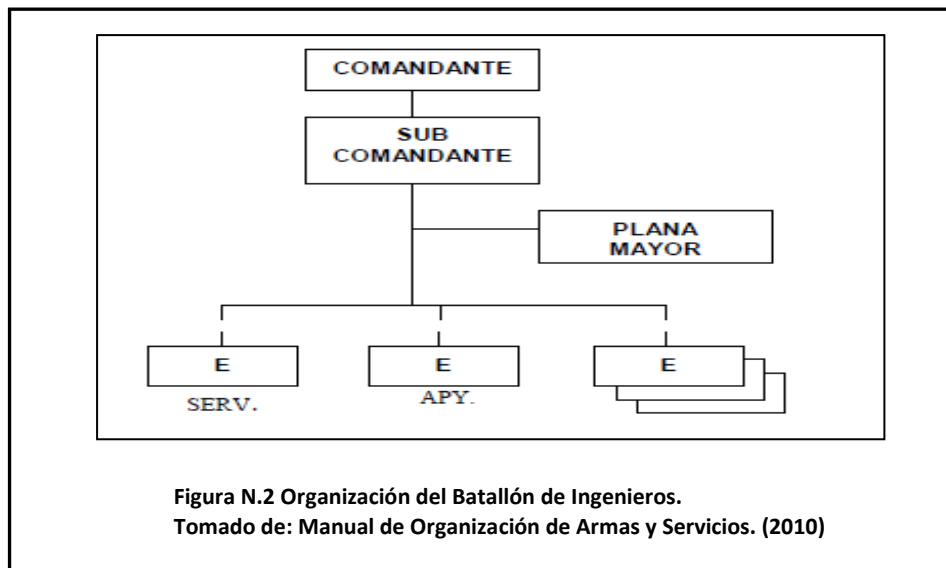 COMANDANTE
SUB
COMANDANTE
PLANA
MAYOR
E
E
E
SERV.
APY.
Figura N.2 Organización del Batallón de Ingenieros.
Tomado de: Manual de Organización de Armas y Servicios. (2010)